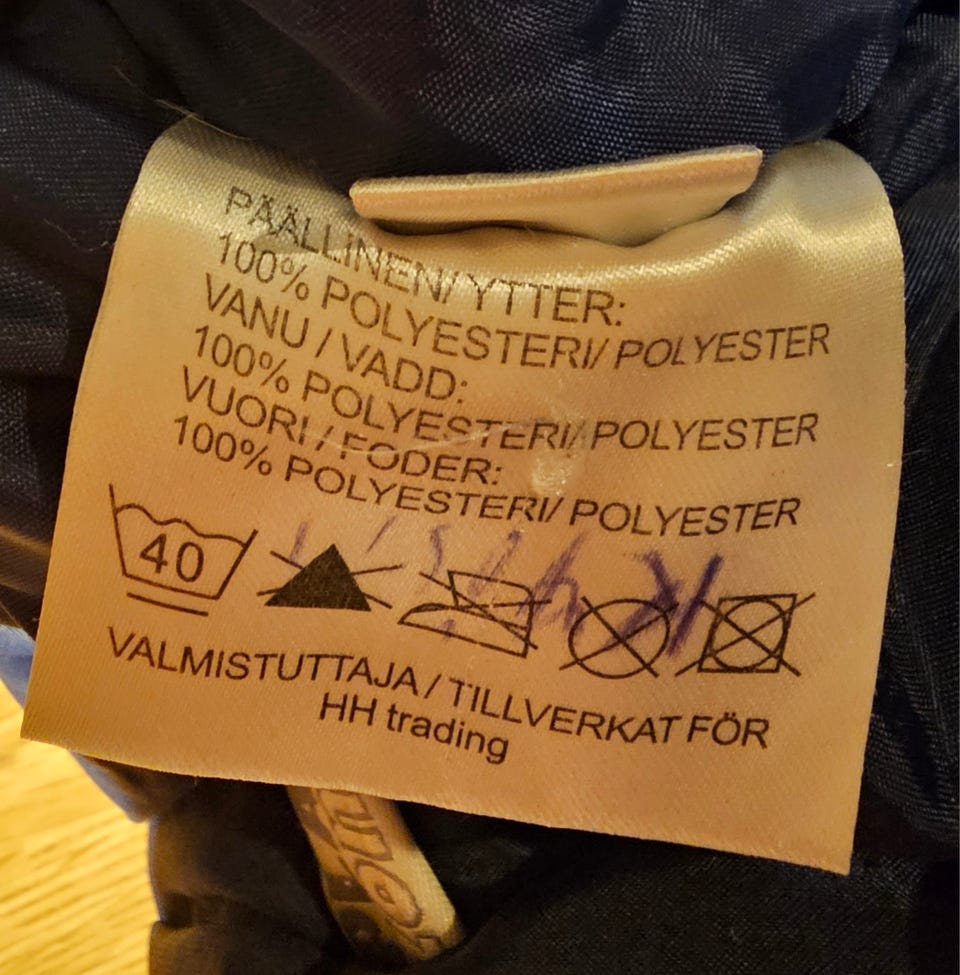 PÄÄLLINEN/ YTTER:
100% POLYESTERI/ POLYESTER
VANU / VADD:
100% POLYESTERI/ POLYESTER
VUORI / FODER:
100% POLYESTERI/ POLYESTER
40
VALMISTUTTAJA / TILLVERKAT FÖR
HH trading